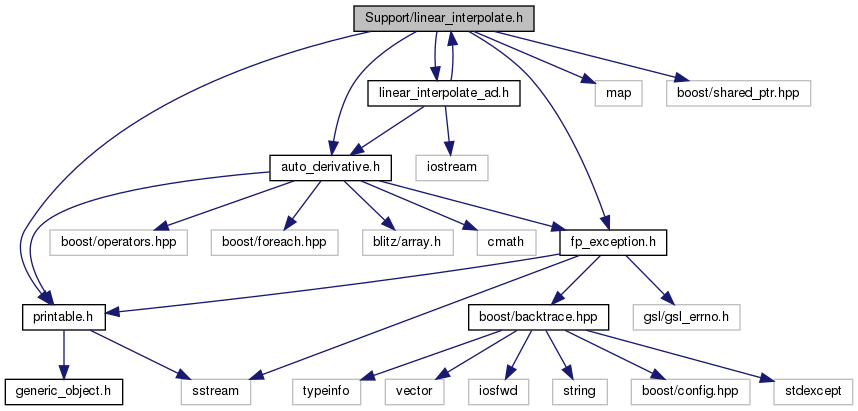 Support/linear_interpolate.h
linear_interpolate_ad.h
map
boost/shared_ptr.hpp
auto_derivative.h
iostream
boost/operators.hpp
boost/foreach.hpp
blitz/array.h
cmath
fp_exception.h
printable.h
boost/backtrace.hpp
gsl/gsl_errno.h
generic_object.h
sstream
typeinfo
vector
iosfwd
string
boost/config.hpp
stdexcept